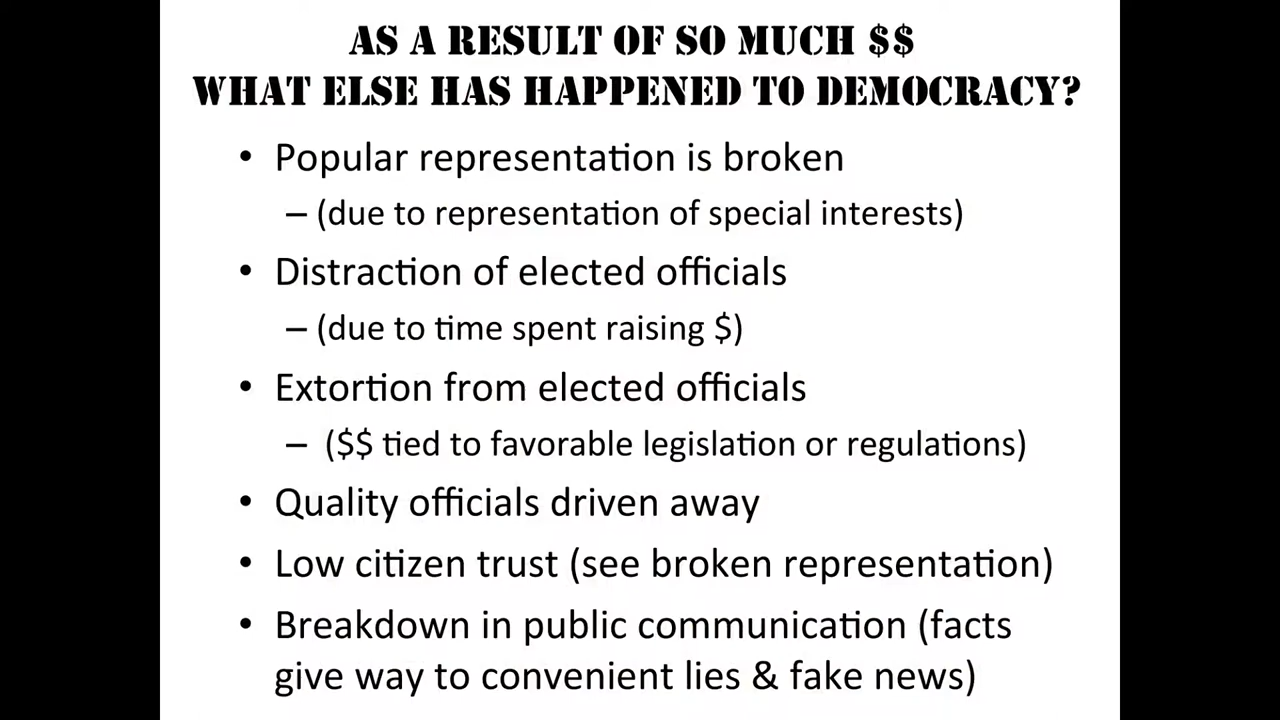 AS A RESULT OF SO MUCH $$
WHAT ELSE HAS HAPPENED TO DEMOCRACY?
• Popular representation is broken
– (due to representation of special interests)
• Distraction of elected officials
– (due to time spent raising $)
• Extortion from elected officials
– ($$ tied to favorable legislation or regulations)
• Quality officials driven away
• Low citizen trust (see broken representation)
• Breakdown in public communication (facts
give way to convenient lies & fake news)